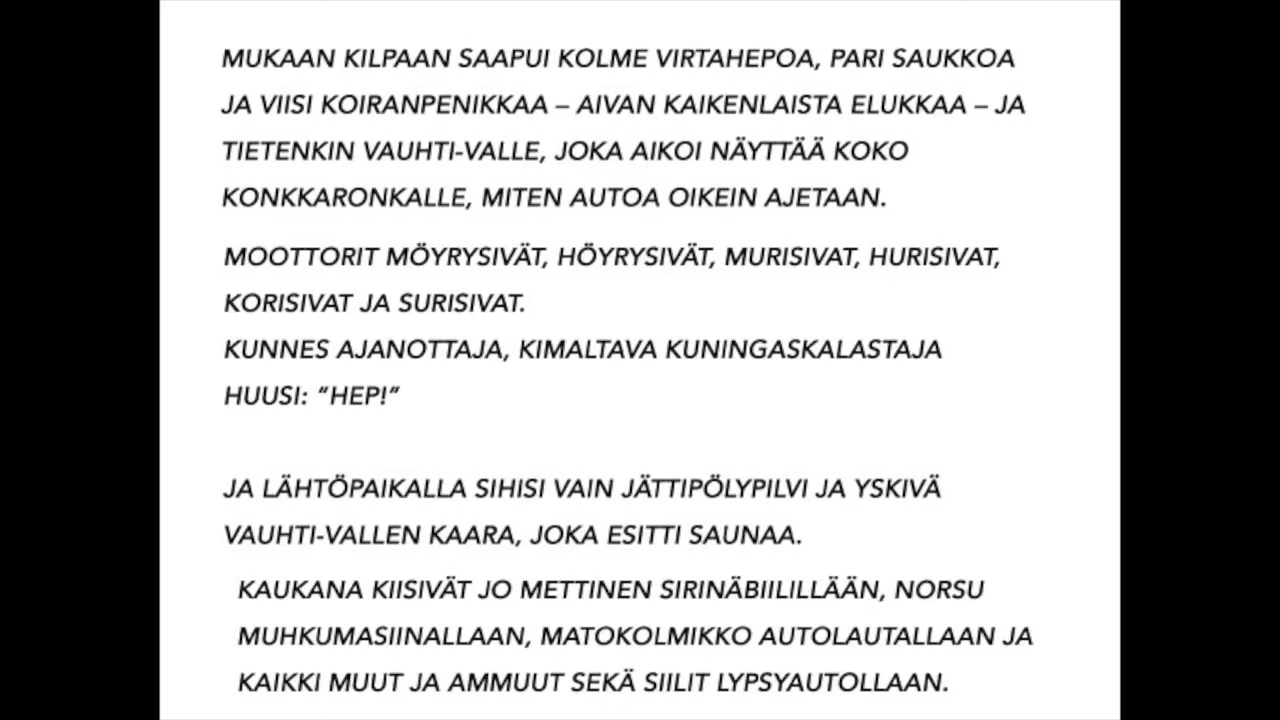 MUKAAN KILPAAN SAAPUI KOLME VIRTAHEPOA, PARI SAUKKOA
JA VIISI KOIRANPENIKKAA – AIVAN KAIKENLAISTA ELUKKAA – JA
TIETENKIN VAUHTI-VALLE, JOKA AIKOI NÄYTTÄÄ KOKO
KONKKARONKALLE, MITEN AUTOA OIKEIN AJETAAN.
MOOTTORIT MÖYRYSIVÄT, HÖYRYSIVÄT, MURISIVAT, HURISIVAT,
KORISIVAT JA SURISIVAT.
KUNNES AJANOTTAJA, KIMALTAVA KUNINGASKALASTAJA
HUUSI: “HEP!”
JA LÄHTÖPAIKALLA SIHISI VAIN JÄTTIPÖLYPILVI JA YSKIVÄ
VAUHTI-VALLEN KAARA, JOKA ESITTI SAUNAA.
KAUKANA KIISIVÄT JO METTINEN SIRINÄBIILILLÄÄN, NORSU
MUHKUMASIINALLAAN, MATOKOLMIKKO AUTOLAUTALLAAN JA
KAIKKI MUUT JA AMMUUT SEKÄ SIILIT LYPSYAUTOLLAAN.